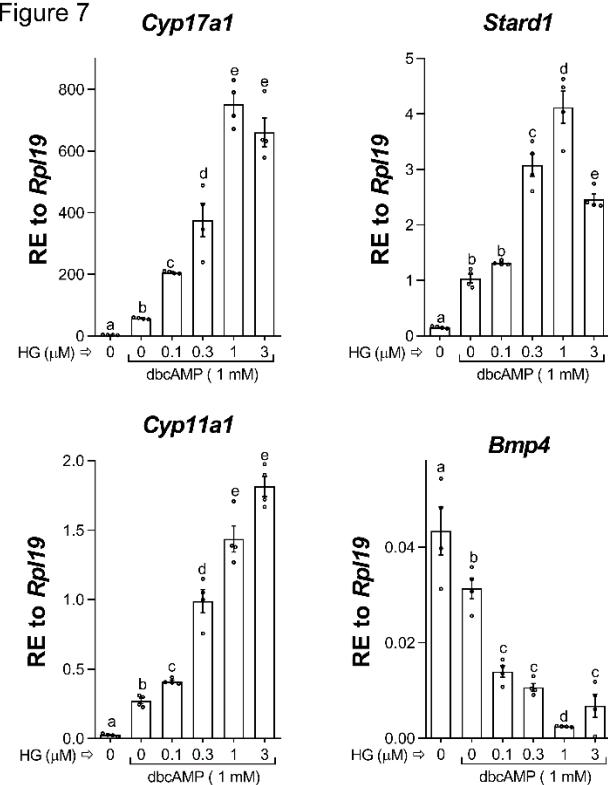 Figure 7
Cyp17a1
RE to Rpl19
800
600
400
200
0
a
b
c
d
e
e
HG (μM) ⇨ 0 0 0.1 0.3 1 3
dbcAMP ( 1 mM)
Stard1
RE to Rpl19
5
4
3
2
1
0
a
b
b
c
d
e
HG (μM) ⇨ 0 0 0.1 0.3 1 3
dbcAMP ( 1 mM)
Cyp11a1
RE to Rpl19
2.0
1.5
1.0
0.5
0.0
a
b
c
d
e
e
HG (μM) ⇨ 0 0 0.1 0.3 1 3
dbcAMP ( 1 mM)
Bmp4
RE to Rpl19
0.04
0.02
0.00
a
b
c
c
d
c
HG (μM) ⇨ 0 0 0.1 0.3 1 3
dbcAMP ( 1 mM)